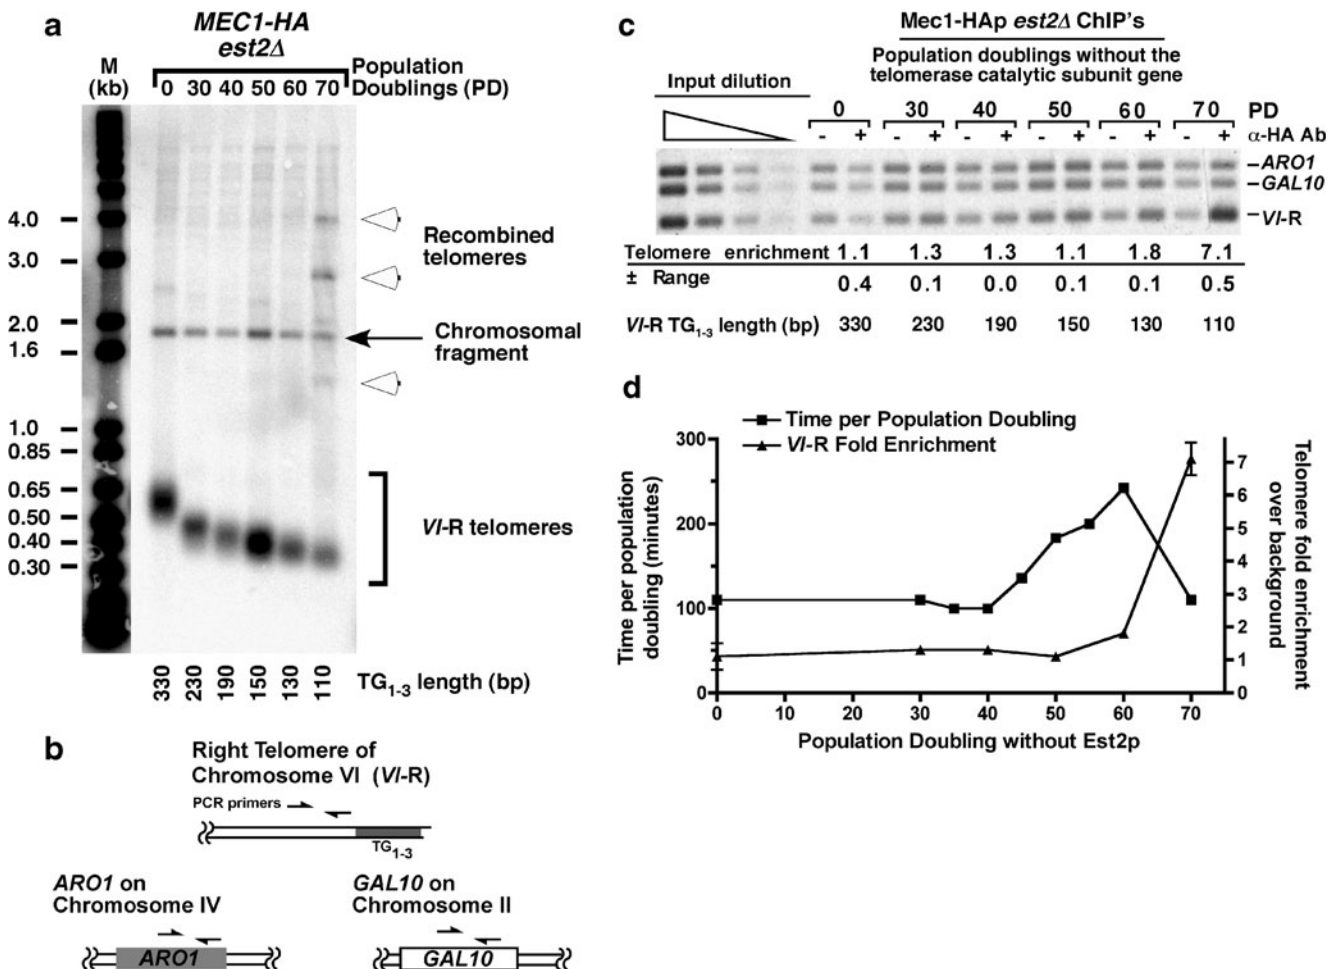 a
MEC1-HA
est2Δ
M
(kb)
0 30 40 50 60 70
Population
Doublings (PD)
4.0
3.0
2.0
1.6
1.0
0.85
0.65
0.50
0.40
0.30
Recombined
telomeres
Chromosomal
fragment
VI-R telomeres
330 230 190 150 130 110
TG1-3 length (bp)
b
Right Telomere of
Chromosome VI (VI-R)
PCR primers
TG1-3
ARO1 on
Chromosome IV
ARO1
GAL10 on
Chromosome II
GAL10
c
Mec1-HAp est2Δ ChIP's
Population doublings without the
telomerase catalytic subunit gene
Input dilution
0 30 40 50 60 70 PD
- + - + - + - + - + - + α-HA Ab
ARO1
GAL10
VI-R
Telomere enrichment 1.1 1.3 1.3 1.1 1.8 7.1
± Range 0.4 0.1 0.0 0.1 0.1 0.5
VI-R TG1-3 length (bp) 330 230 190 150 130 110
d
Time per Population Doubling
VI-R Fold Enrichment
Time per population
doubling (minutes)
300
200
100
0
Telomere fold enrichment
over background
7
6
5
4
3
2
1
0
0 10 20 30 40 50 60 70
Population Doubling without Est2p